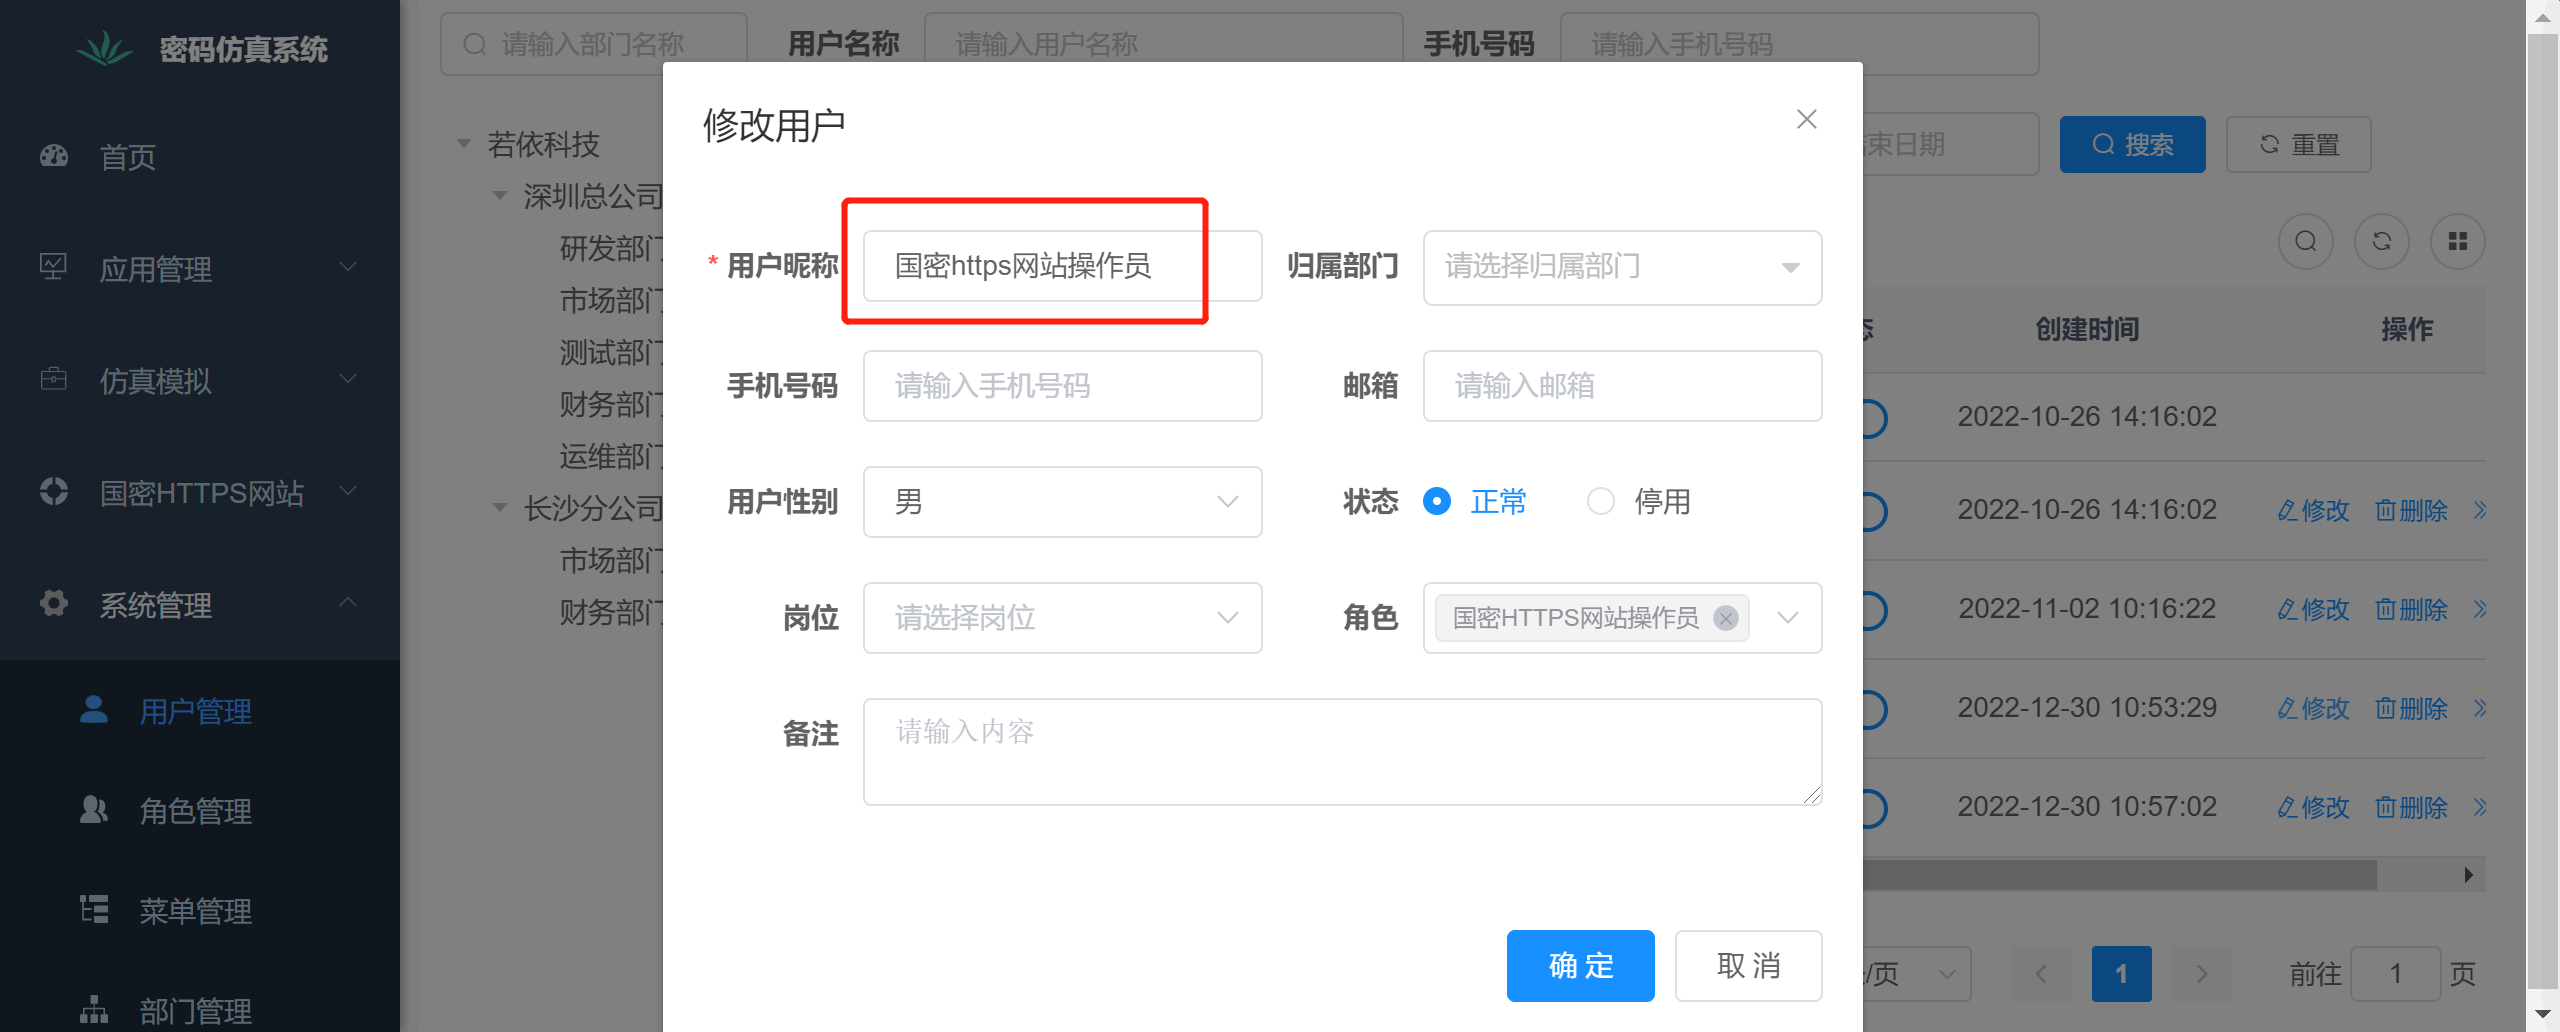 密码仿真系统
首页
应用管理
仿真模拟
国密HTTPS网站
系统管理
用户管理
角色管理
菜单管理
部门管理
请输入部门名称
用户名称
请输入用户名称
手机号码
请输入手机号码
束日期
搜索
重置
若依科技
深圳总公司
研发部门
市场部门
测试部门
财务部门
运维部门
长沙分公司
市场部门
财务部门
修改用户
* 用户昵称
国密https网站操作员
归属部门
请选择归属部门
手机号码
请输入手机号码
邮箱
请输入邮箱
用户性别
男
状态
正常
停用
岗位
请选择岗位
角色
国密HTTPS网站操作员
备注
请输入内容
确 定
取 消
创建时间
操作
2022-10-26 14:16:02
2022-10-26 14:16:02
修改 删除
2022-11-02 10:16:22
修改 删除
2022-12-30 10:53:29
修改 删除
2022-12-30 10:57:02
修改 删除
/页
1
前往 1 页